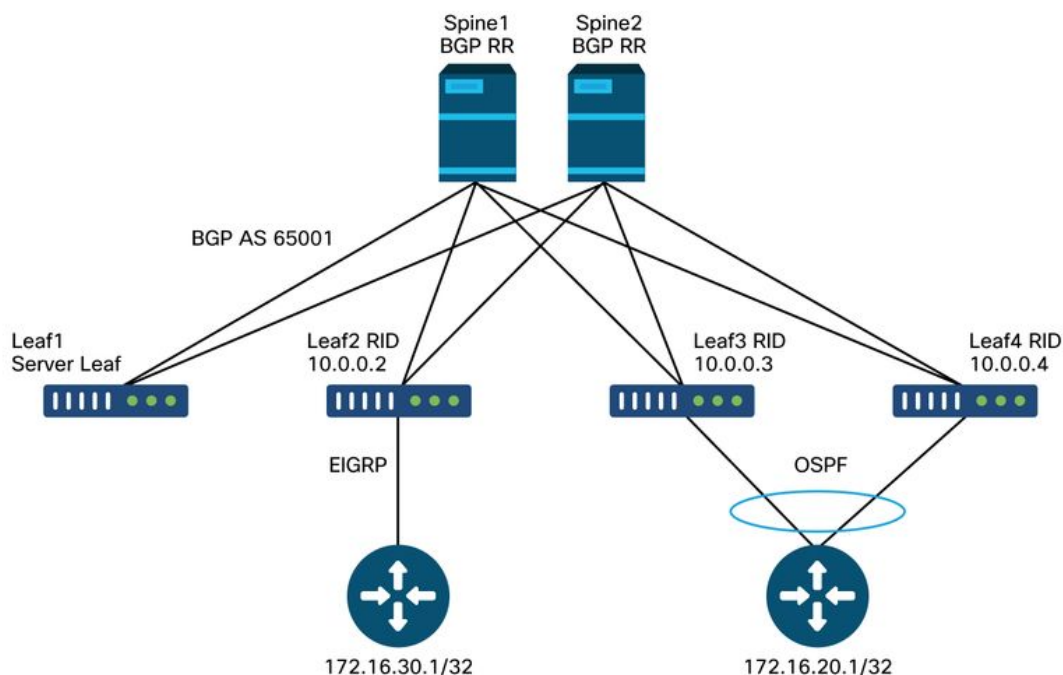 Spine1
BGP RR
Spine2
BGP RR
BGP AS 65001
Leaf1
Server Leaf
Leaf2 RID
10.0.0.2
Leaf3 RID
10.0.0.3
Leaf4 RID
10.0.0.4
EIGRP
OSPF
172.16.30.1/32
172.16.20.1/32